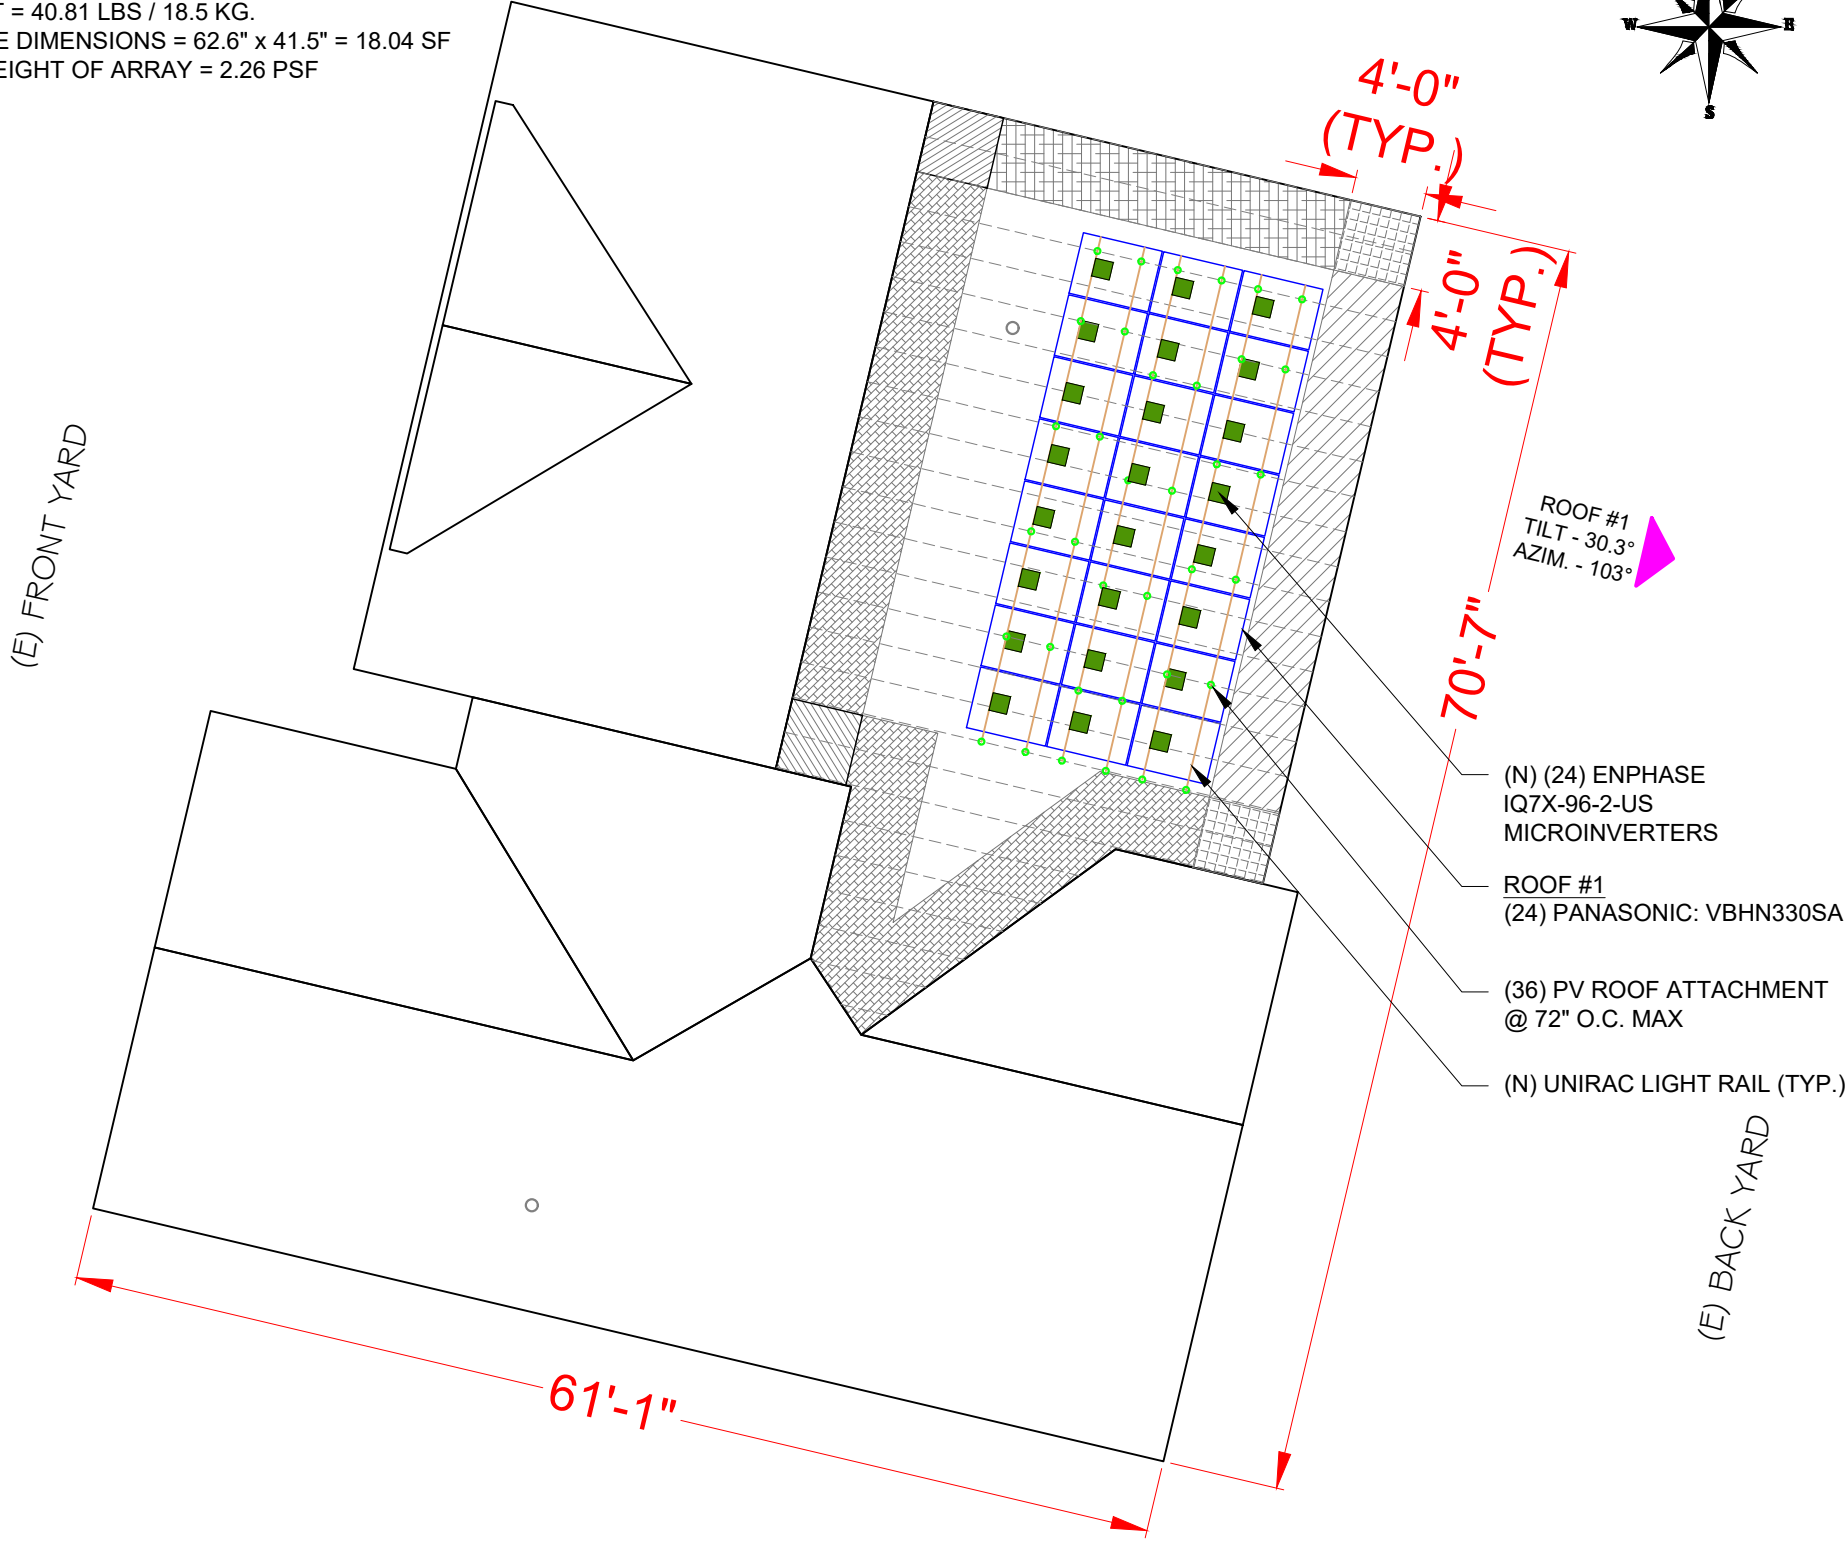 = 40.81 LBS / 18.5 KG.
DIMENSIONS = 62.6" x 41.5" = 18.04 SF
OF ARRAY = 2.26 PSF
W
E
S
4'-0"
(TYP.)
4'-0"
(TYP.)
(E) FRONT YARD
ROOF #1
TILT - 30.3°
AZIM. - 103°
70'-7"
(N) (24) ENPHASE
IQ7X-96-2-US
MICROINVERTERS
ROOF #1
(24) PANASONIC: VBHN330SA
(36) PV ROOF ATTACHMENT
@ 72" O.C. MAX
(N) UNIRAC LIGHT RAIL (TYP.)
(E) BACK YARD
61'-1"